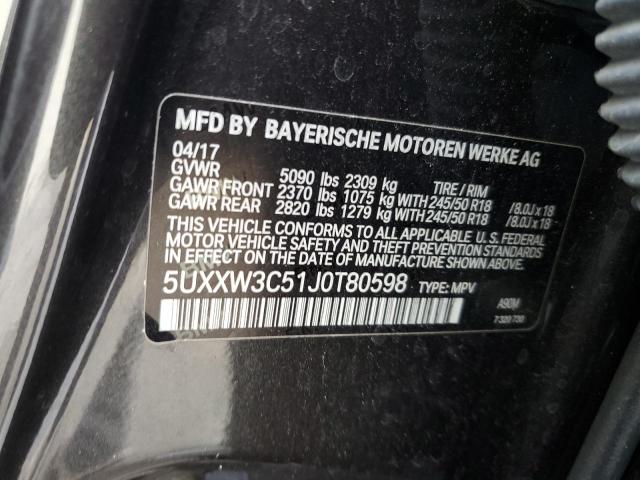 MFD BY BAYERISCHE MOTOREN WERKE AG
04/17
GVWR 5090 lbs 2309 kg TIRE / RIM
GAWR FRONT 2370 lbs 1075 kg WITH 245/50 R18 /8.0J x 18
GAWR REAR 2820 lbs 1279 kg WITH 245/50 R18 /8.0J x 18
THIS VEHICLE CONFORMS TO ALL APPLICABLE U. S. FEDERAL
MOTOR VEHICLE SAFETY AND THEFT PREVENTION STANDARDS
IN EFFECT ON THE DATE OF MANUFACTURE SHOWN ABOVE.
5UXXW3C51J0T80598 TYPE: MPV
A90M
7320730